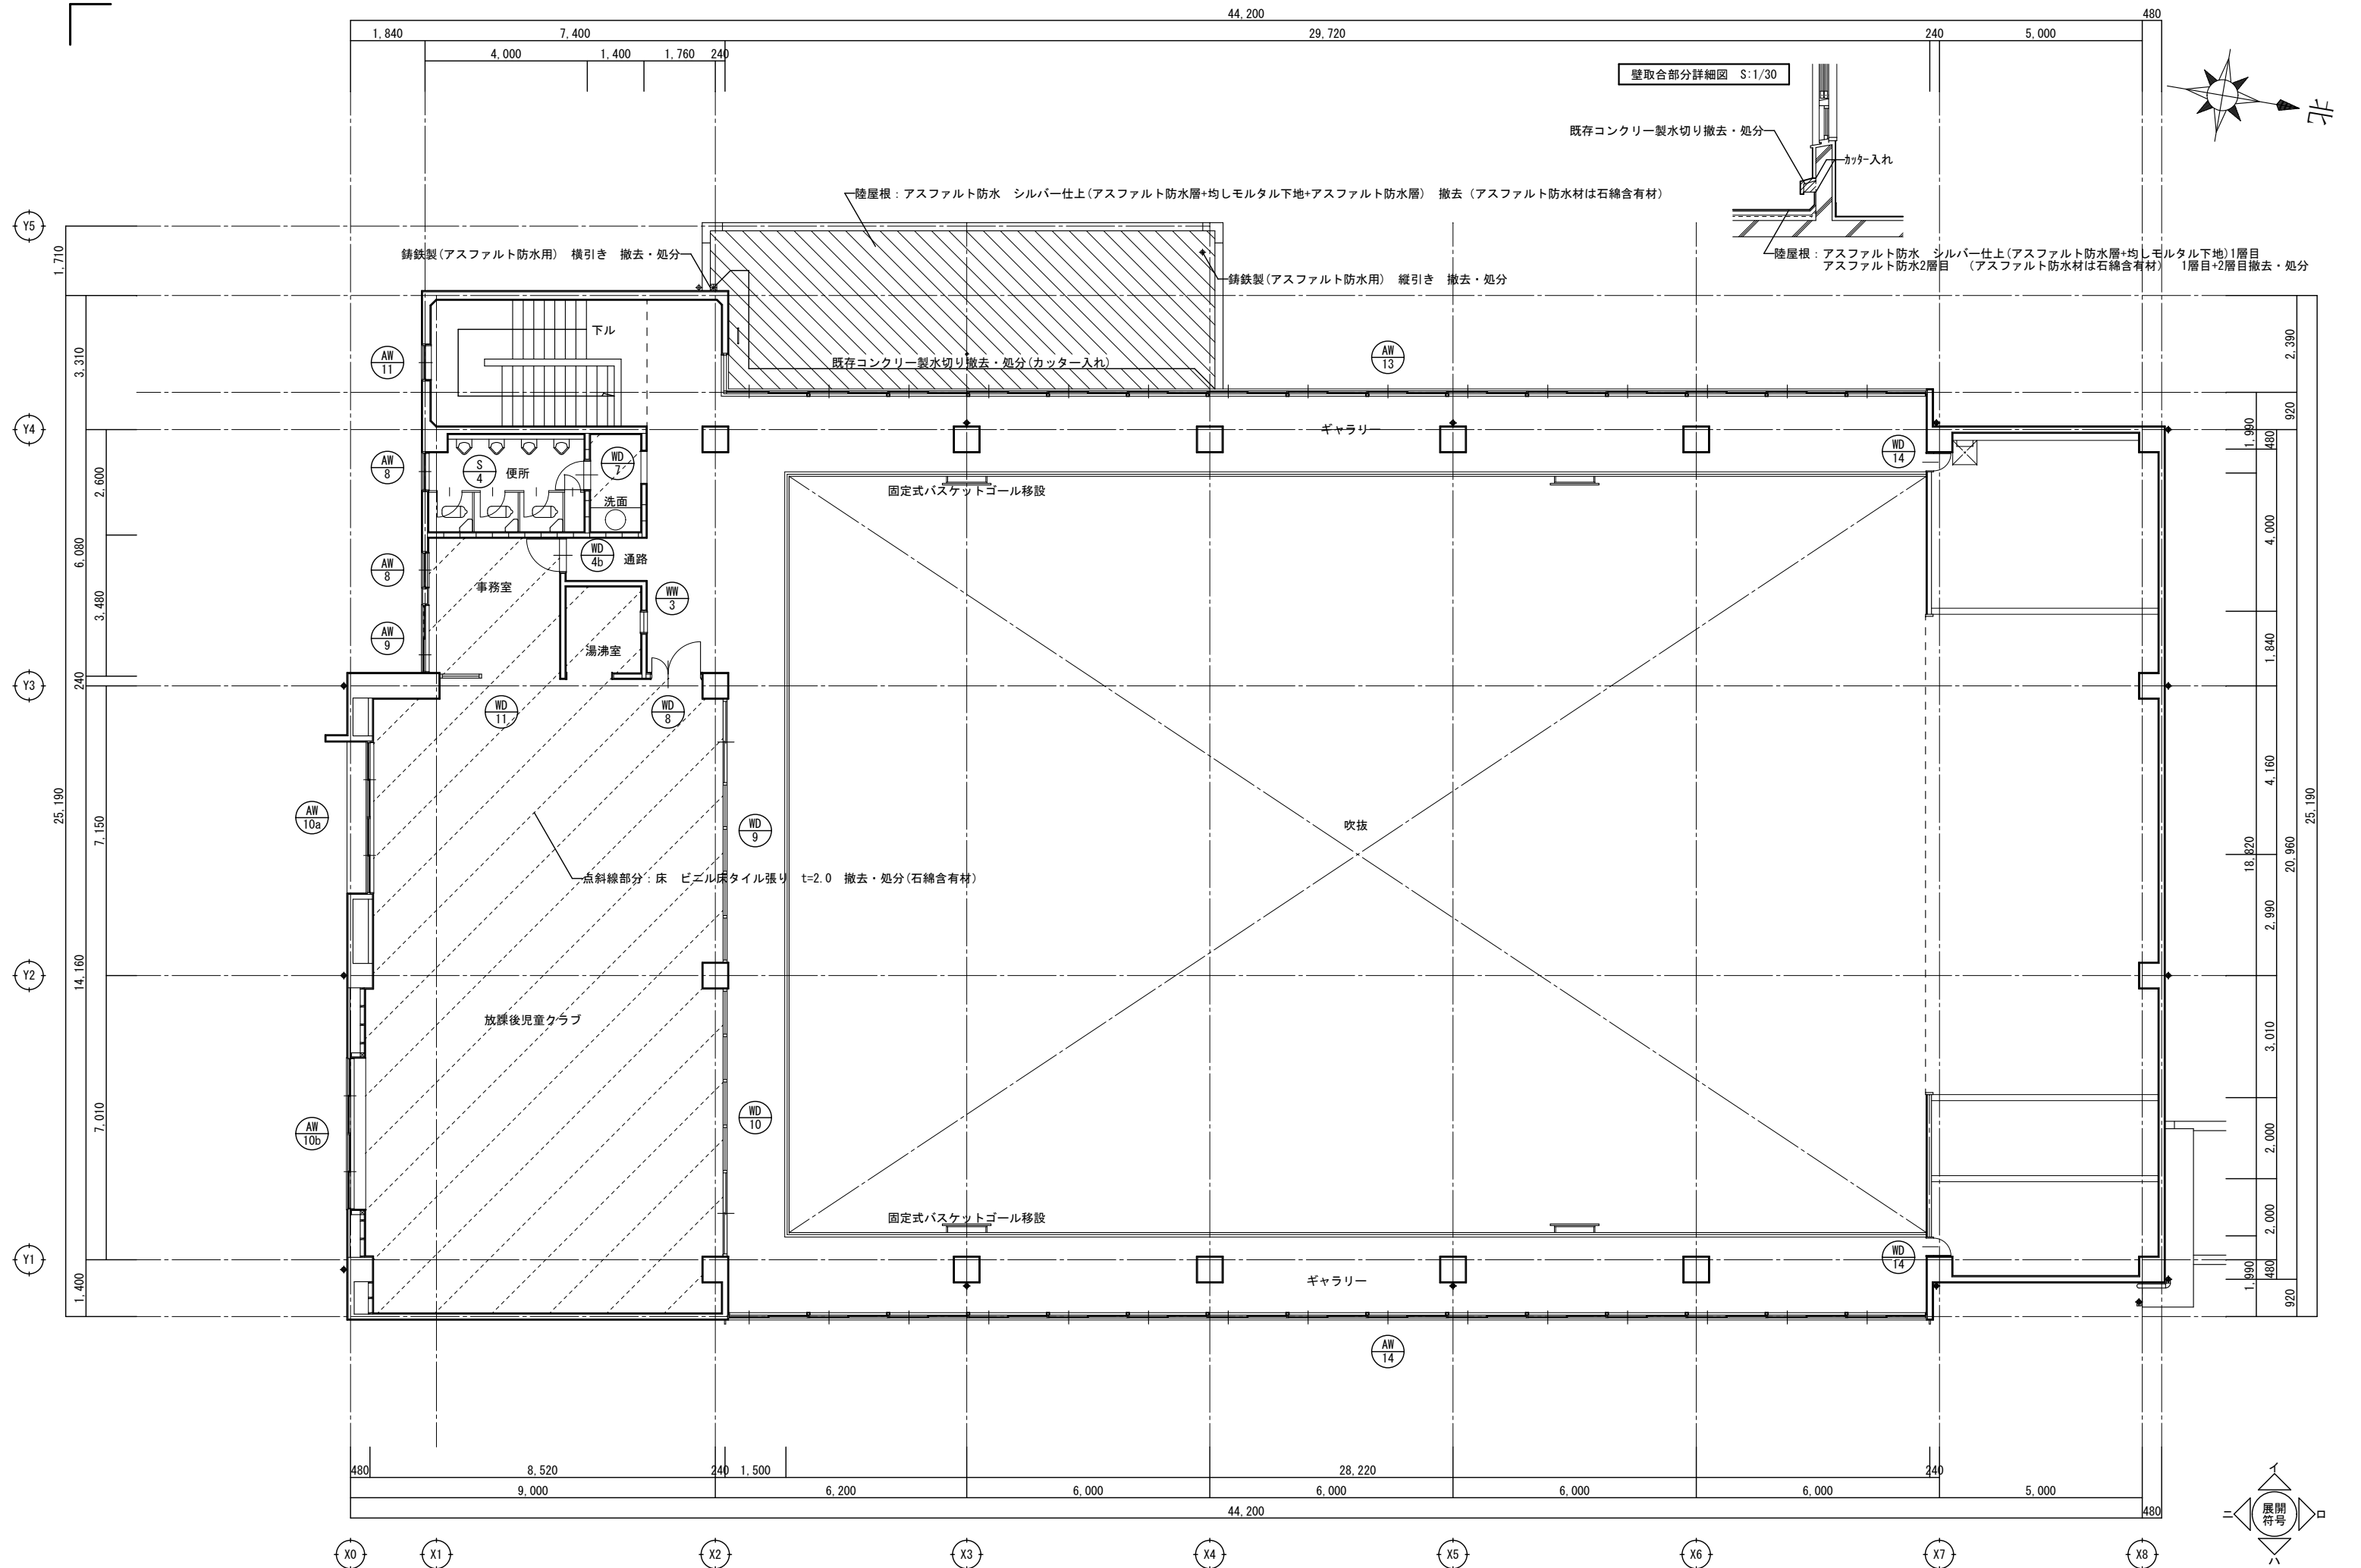 44,200
480
1,840
7,400
29,720
240
5,000
4,000
1,400
1,760
240
壁取合部分詳細図 S:1/30
北
既存コンクリー製水切り撤去・処分
カッター入れ
陸屋根：アスファルト防水 シルバー仕上(アスファルト防水層+均しモルタル下地+アスファルト防水層) 撤去 (アスファルト防水材は石綿含有材)
Y5
1,710
鋳鉄製(アスファルト防水用) 横引き 撤去・処分
鋳鉄製(アスファルト防水用) 縦引き 撤去・処分
陸屋根：アスファルト防水 シルバー仕上(アスファルト防水層+均しモルタル下地)1層目
アスファルト防水2層目 (アスファルト防水材は石綿含有材) 1層目+2層目撤去・処分
下ル
3,310
AW
11
既存コンクリー製水切り撤去・処分(カッター入れ)
AW
13
2,390
920
Y4
ギャラリー
1,990
480
AW
8
S
4
便所
WD
7
洗面
WD
14
2,600
固定式バスケットゴール移設
4,000
6,080
AW
8
WD
4b
通路
事務室
WW
3
3,480
AW
9
湯沸室
1,840
Y3
240
WD
11
WD
8
4,160
25,190
AW
10a
7,150
WD
9
吹抜
18,820
20,960
25,190
点斜線部分：床 ビニル床タイル張り t=2.0 撤去・処分(石綿含有材)
2,990
Y2
14,160
放課後児童クラブ
3,010
7,010
AW
10b
WD
10
2,000
固定式バスケットゴール移設
2,000
Y1
WD
14
1,400
ギャラリー
1,990
480
920
AW
14
480
8,520
240
1,500
28,220
240
9,000
6,200
6,000
6,000
6,000
6,000
5,000
44,200
480
イ
ニ
展開
符号
ロ
ハ
X0
X1
X2
X3
X4
X5
X6
X7
X8